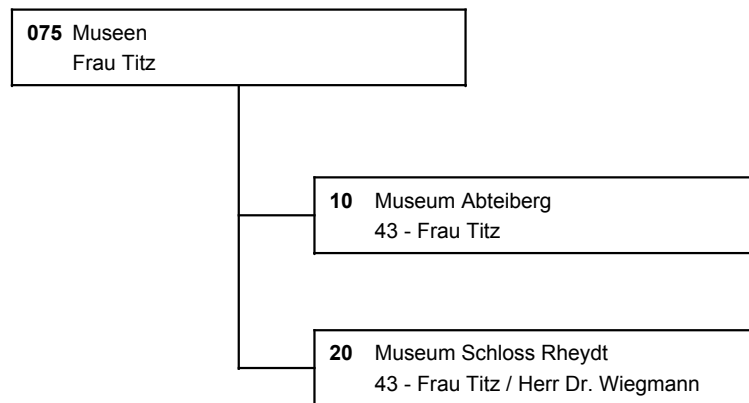 075 Museen
Frau Titz
10 Museum Abteiberg
43 - Frau Titz
20 Museum Schloss Rheydt
43 - Frau Titz / Herr Dr. Wiegmann